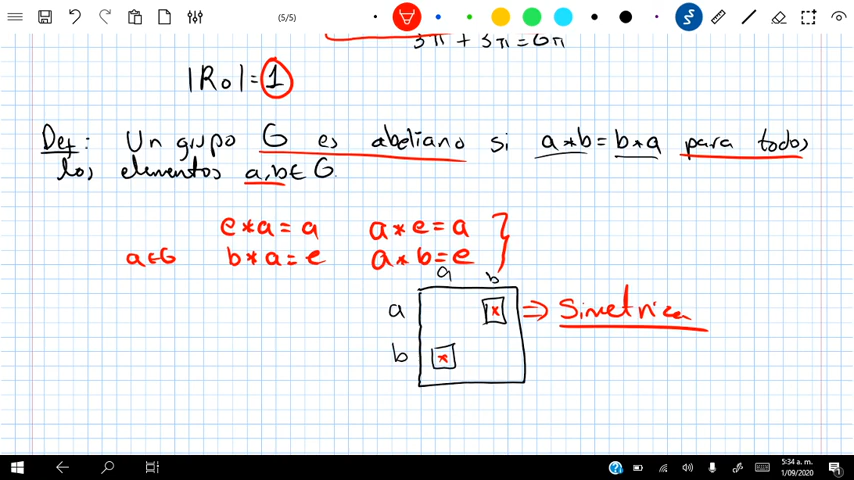 (5/5)
3π + 3π = 6π
|R0| = 1
Def: Un grupo G es abeliano si a*b = b*a para todos
los elementos a,b ∈ G.
e*a = a a*e = a
a∈G b*a = e a*b = e
a b
a * ⇒ Simetrica
b *
5:34 a. m.
1/09/2020